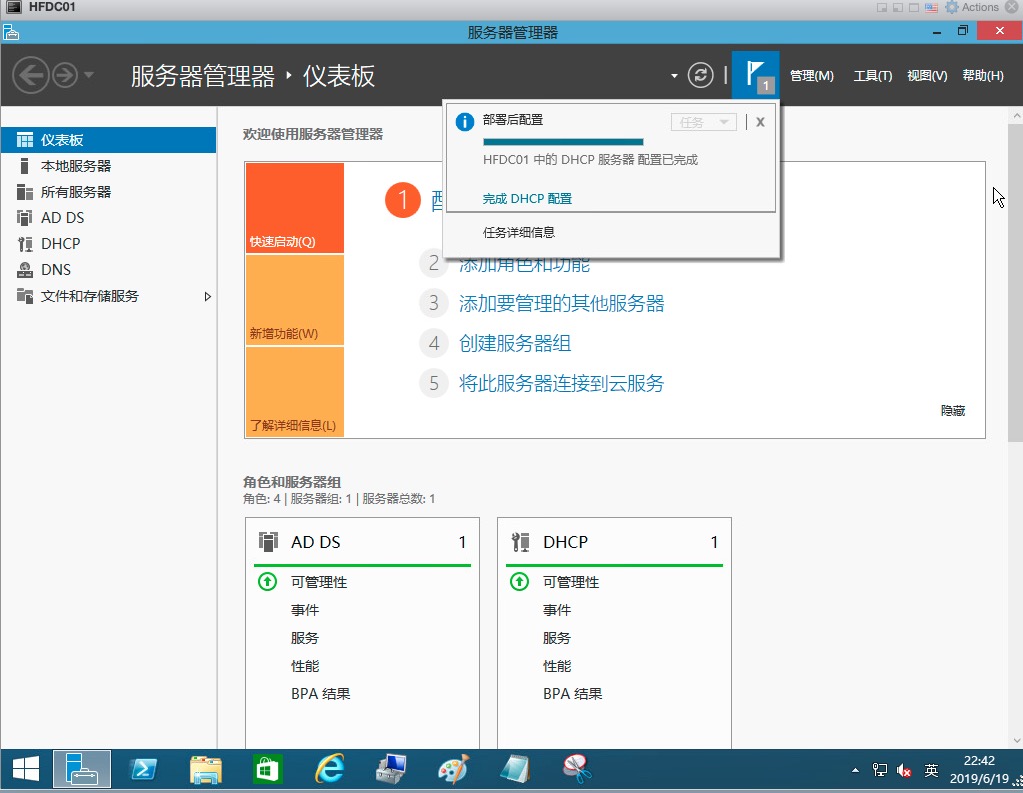 HFDC01
Actions
服务器管理器
服务器管理器 ‣ 仪表板
1
管理(M) 工具(T) 视图(V) 帮助(H)
部署后配置
任务
X
HFDC01 中的 DHCP 服务器 配置已完成
完成 DHCP 配置
任务详细信息
仪表板
本地服务器
所有服务器
AD DS
DHCP
DNS
文件和存储服务
欢迎使用服务器管理器
快速启动(Q)
新增功能(W)
了解详细信息(L)
1
2 添加角色和功能
3 添加要管理的其他服务器
4 创建服务器组
5 将此服务器连接到云服务
隐藏
角色和服务器组
角色: 4 | 服务器组: 1 | 服务器总数: 1
AD DS 1
可管理性
事件
服务
性能
BPA 结果
DHCP 1
可管理性
事件
服务
性能
BPA 结果
英
22:42
2019/6/19